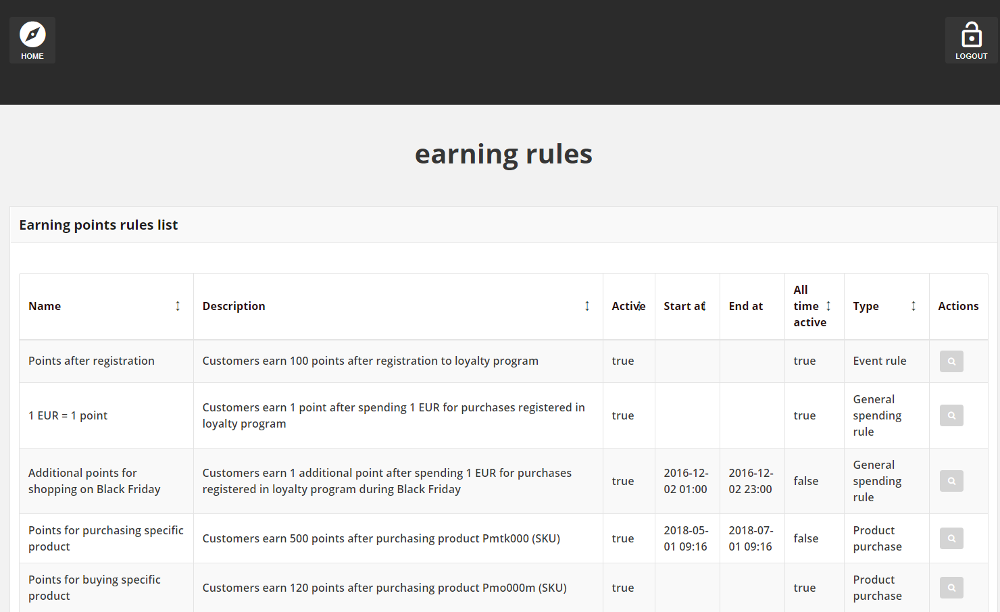 HOME
LOGOUT
earning rules
Earning points rules list
Name
Description
Active
Start at
End at
All
time
active
Type
Actions
Points after registration
Customers earn 100 points after registration to loyalty program
true
true
Event rule
1 EUR = 1 point
Customers earn 1 point after spending 1 EUR for purchases registered in
loyalty program
true
true
General
spending
rule
Additional points for
shopping on Black Friday
Customers earn 1 additional point after spending 1 EUR for purchases
registered in loyalty program during Black Friday
true
2016-12-
02 01:00
2016-12-
02 23:00
false
General
spending
rule
Points for purchasing specific
product
Customers earn 500 points after purchasing product Pmtk000 (SKU)
true
2018-05-
01 09:16
2018-07-
01 09:16
false
Product
purchase
Points for buying specific
product
Customers earn 120 points after purchasing product Pmo000m (SKU)
true
true
Product
purchase